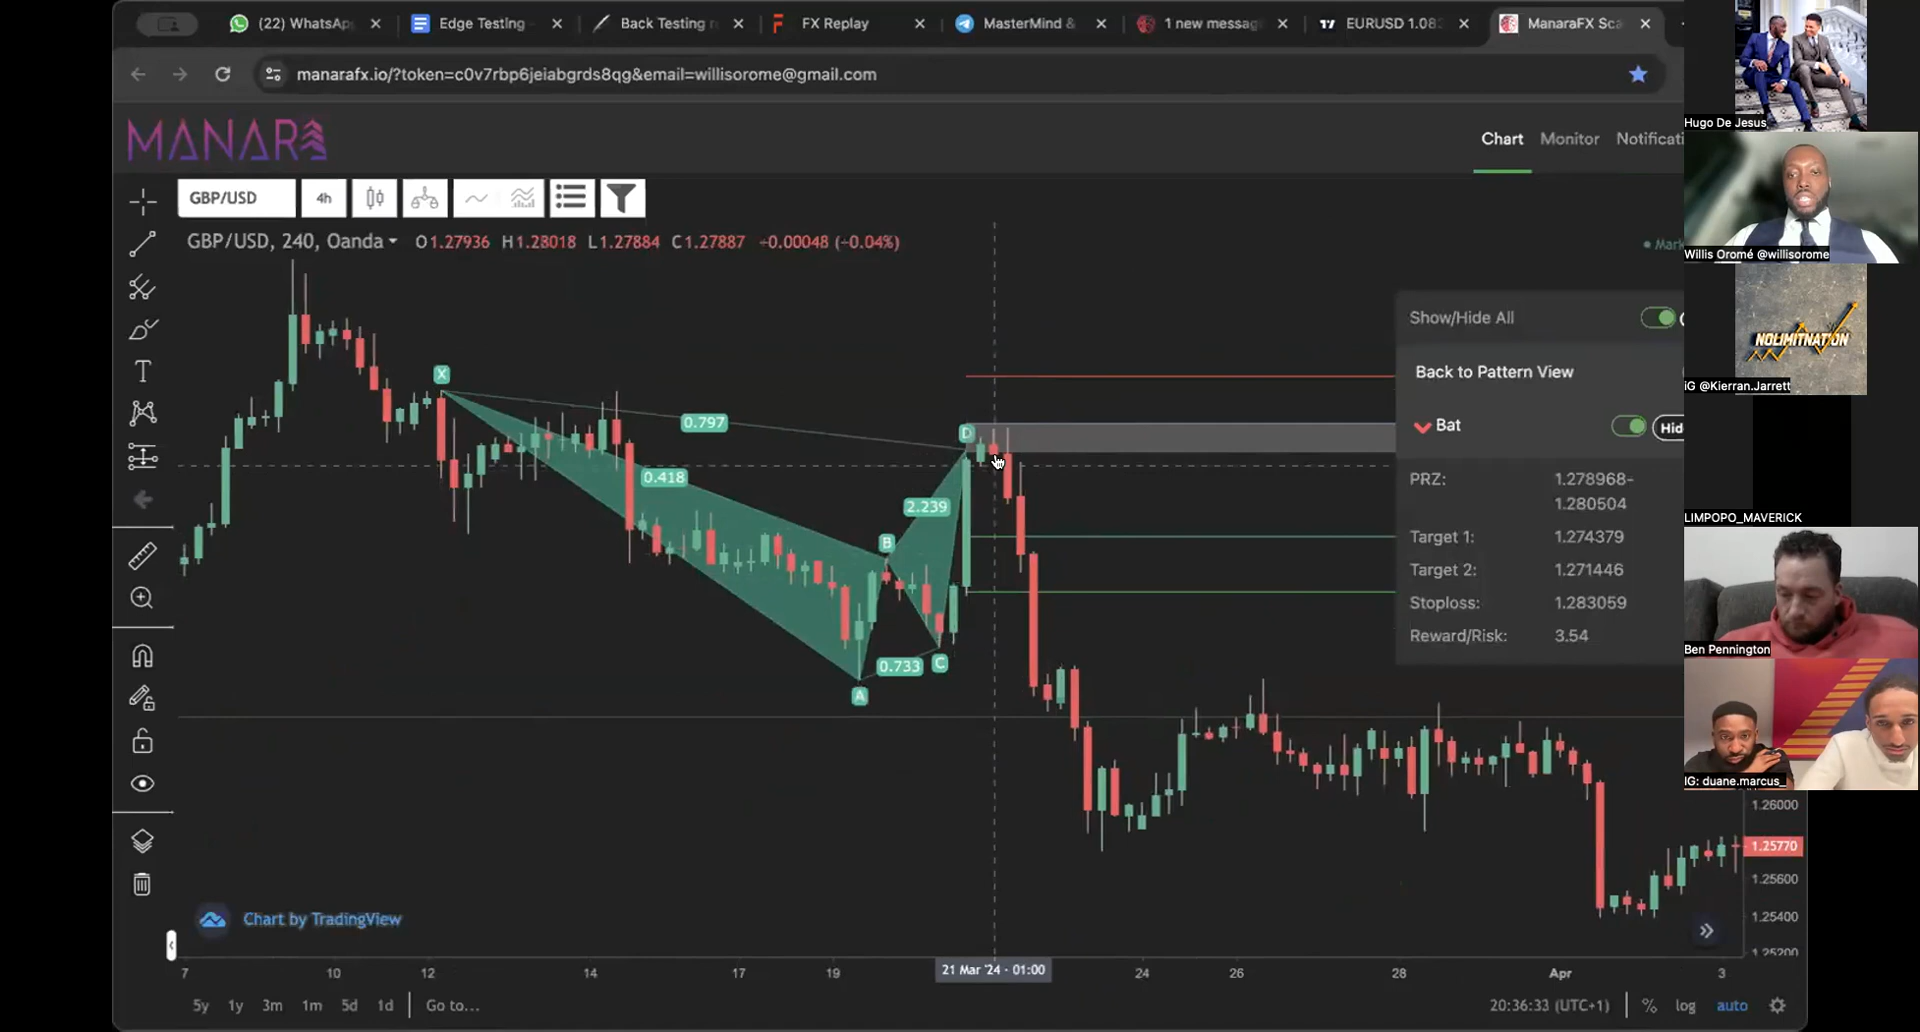 (22) WhatsAp
Edge Testing
Back Testing
FX Replay
MasterMind &
1 new messag
EURUSD 1.08
ManaraFX Sca
manarafx.io/?token=c0v7rbp6jeiabgrds8qg&email=willisorome@gmail.com
MANARA
Chart Monitor Notificati
GBP/USD 4h
GBP/USD, 240, Oanda O1.27936 H1.28018 L1.27884 C1.27887 −0.00048 (−0.04%)
Mark
Show/Hide All
Back to Pattern View
Bat Hid
PRZ: 1.278968-
1.280504
Target 1: 1.274379
Target 2: 1.271446
Stoploss: 1.283059
Reward/Risk: 3.54
X
0.797
D
0.418
2.239
B
0.733 C
A
1.26000
1.25770
1.25600
1.25400
1.25200
Chart by TradingView
7 10 12 14 17 19 21 Mar '24 - 01:00 24 26 28 Apr 3
5y 1y 3m 1m 5d 1d Go to... 20:36:33 (UTC+1) % log auto
Hugo De Jesus
Willis Oromé @willisorome
NOLIMITNATION
iG @Kierran.Jarrett
LIMPOPO_MAVERICK
Ben Pennington
IG: duane.marcus_